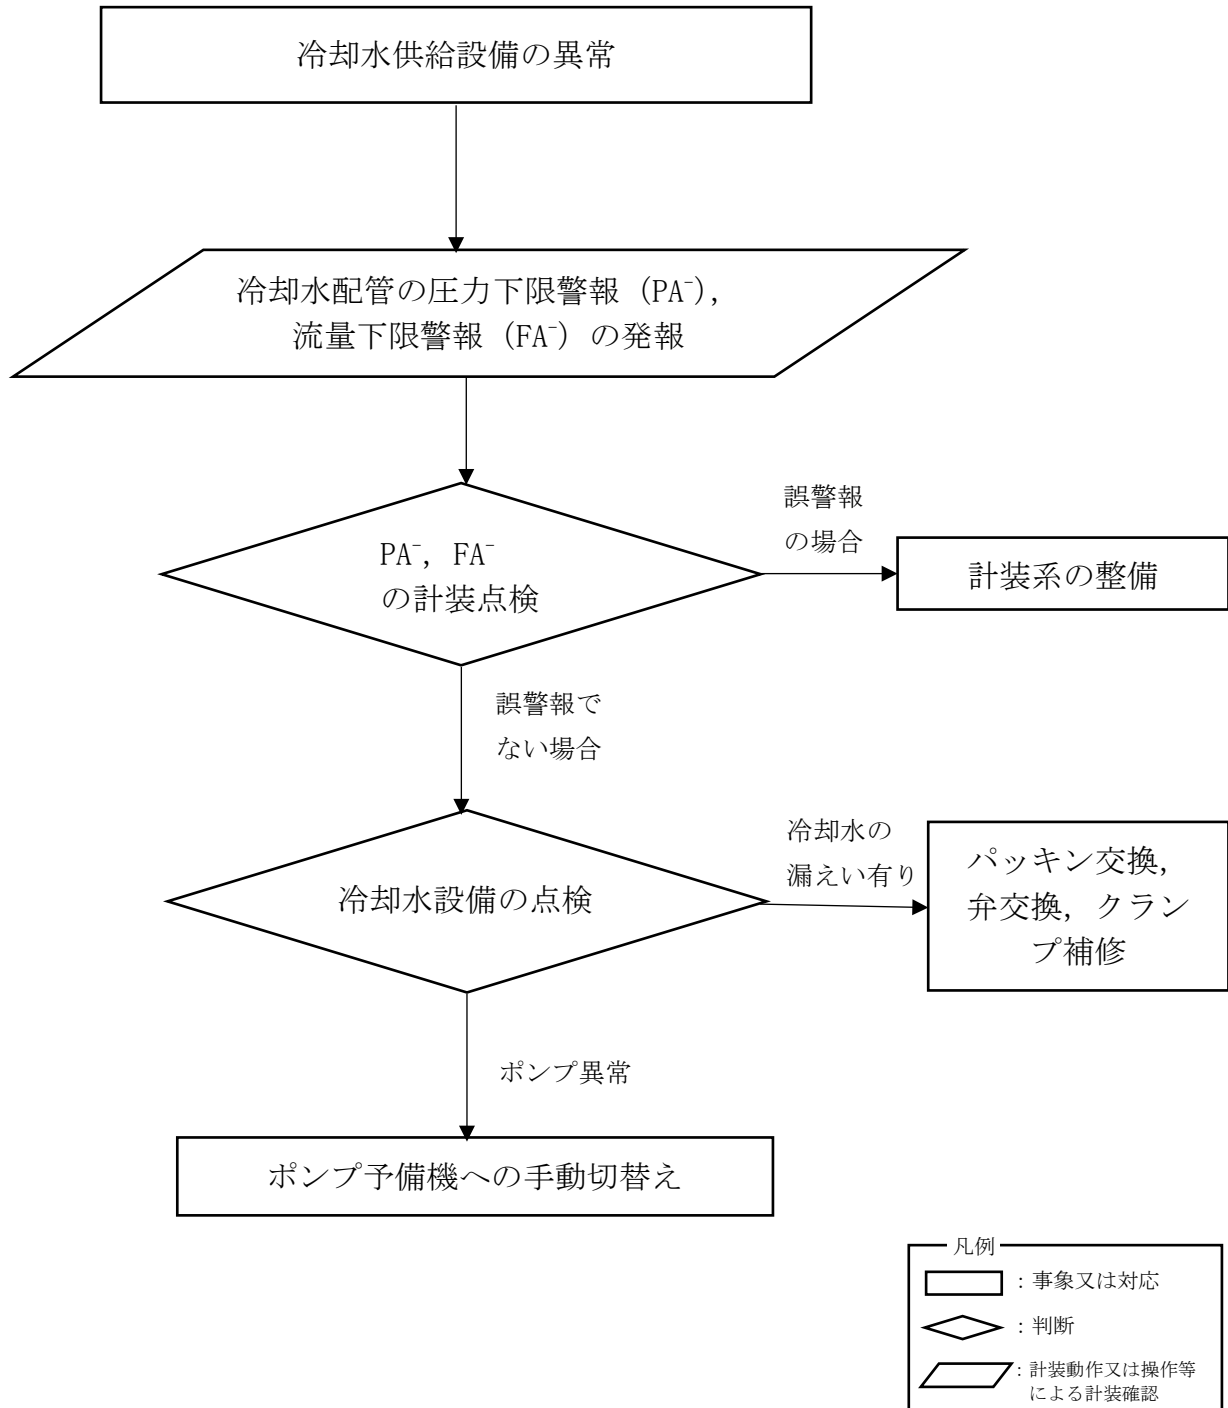 冷却水供給設備の異常
冷却水配管の圧力下限警報（PA⁻），
流量下限警報（FA⁻）の発報
誤警報
の場合
PA⁻，FA⁻
の計装点検
計装系の整備
誤警報で
ない場合
冷却水の
漏えい有り
冷却水設備の点検
パッキン交換，
弁交換，クラン
プ補修
ポンプ異常
ポンプ予備機への手動切替え
凡例
：事象又は対応
：判断
：計装動作又は操作等
による計装確認